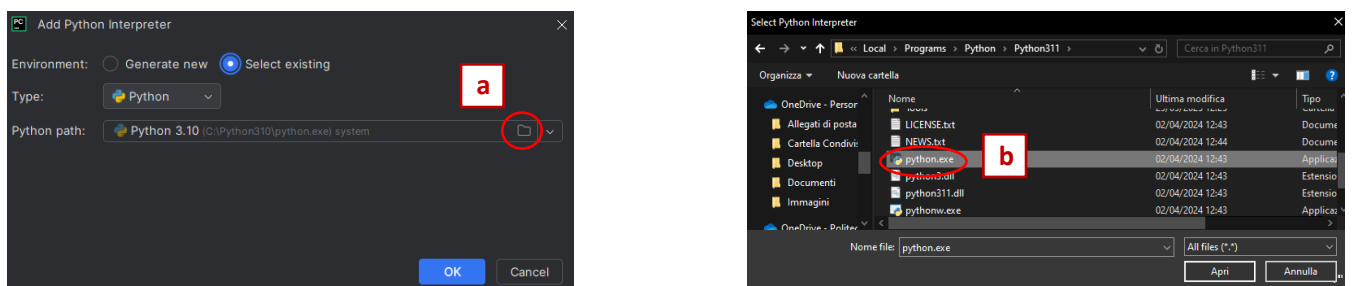 PC
Add Python Interpreter
Environment: Generate new Select existing
Type: Python
a
Python path: Python 3.10 (C:\Python310\python.exe) system
OK Cancel
Select Python Interpreter
« Local › Programs › Python › Python311 ›
Cerca in Python311
Organizza Nuova cartella
OneDrive - Person
Allegati di posta
Cartella Condivi
Desktop
Documenti
Immagini
OneDrive - Politec
Nome Ultima modifica Tipo
LICENSE.txt 02/04/2024 12:43 Docume
NEWS.txt 02/04/2024 12:44 Docume
python.exe 02/04/2024 12:43 Applicaz
python3.dll 02/04/2024 12:43 Estensio
python311.dll 02/04/2024 12:43 Estensio
pythonw.exe 02/04/2024 12:43 Applicaz
b
Nome file: python.exe All files (*.*)
Apri Annulla